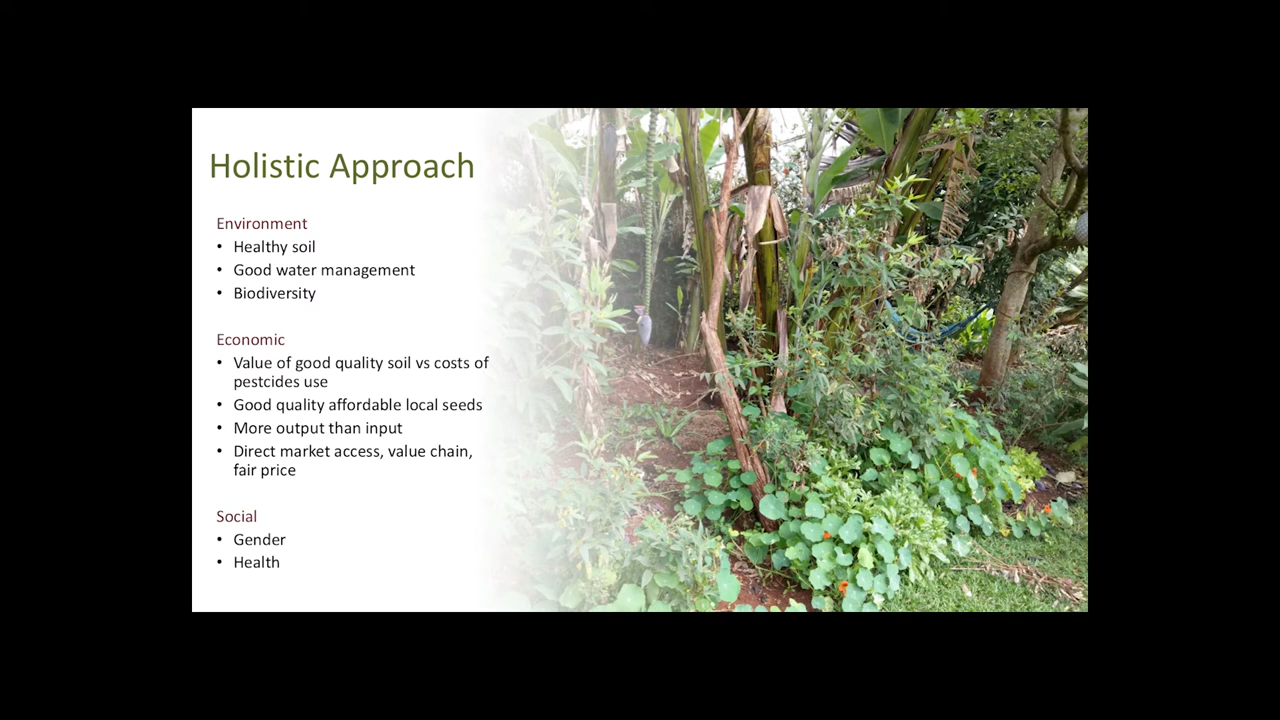 Holistic Approach
Environment
• Healthy soil
• Good water management
• Biodiversity
Economic
• Value of good quality soil vs costs of
pestcides use
• Good quality affordable local seeds
• More output than input
• Direct market access, value chain,
fair price
Social
• Gender
• Health